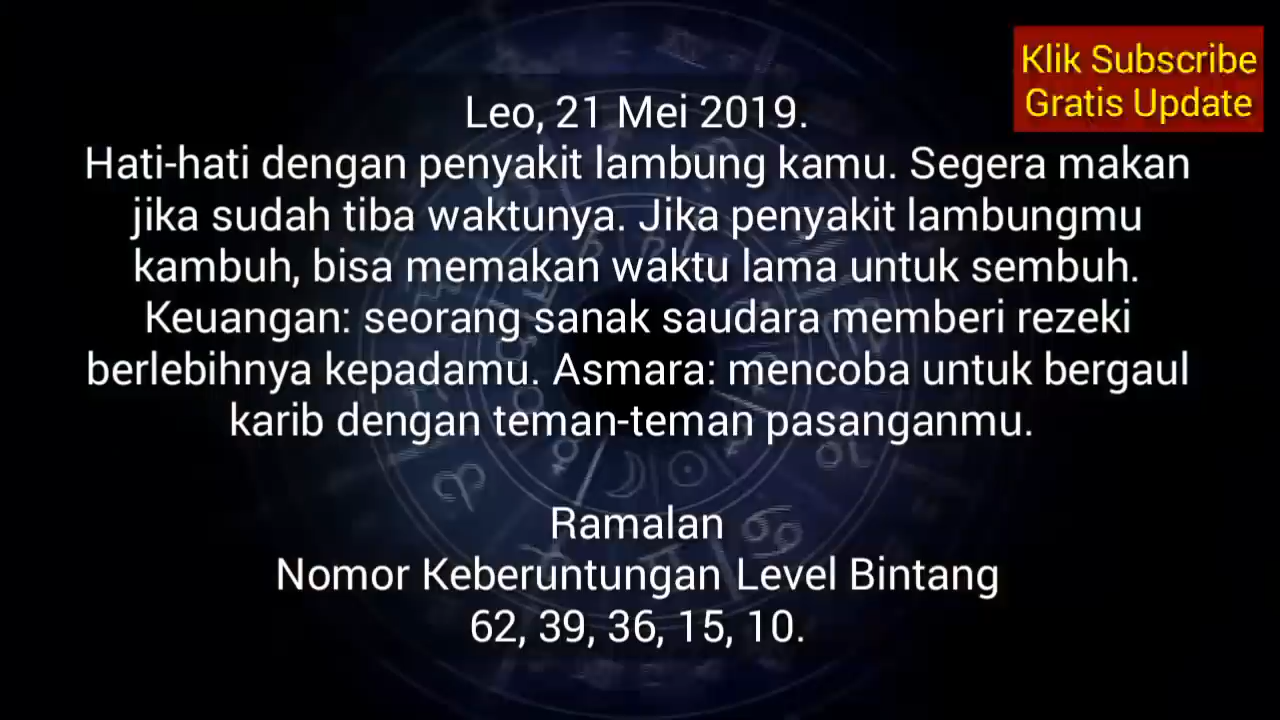 Klik Subscribe
Gratis Update
Leo, 21 Mei 2019.
Hati-hati dengan penyakit lambung kamu. Segera makan
jika sudah tiba waktunya. Jika penyakit lambungmu
kambuh, bisa memakan waktu lama untuk sembuh.
Keuangan: seorang sanak saudara memberi rezeki
berlebihnya kepadamu. Asmara: mencoba untuk bergaul
karib dengan teman-teman pasanganmu.
Ramalan
Nomor Keberuntungan Level Bintang
62, 39, 36, 15, 10.